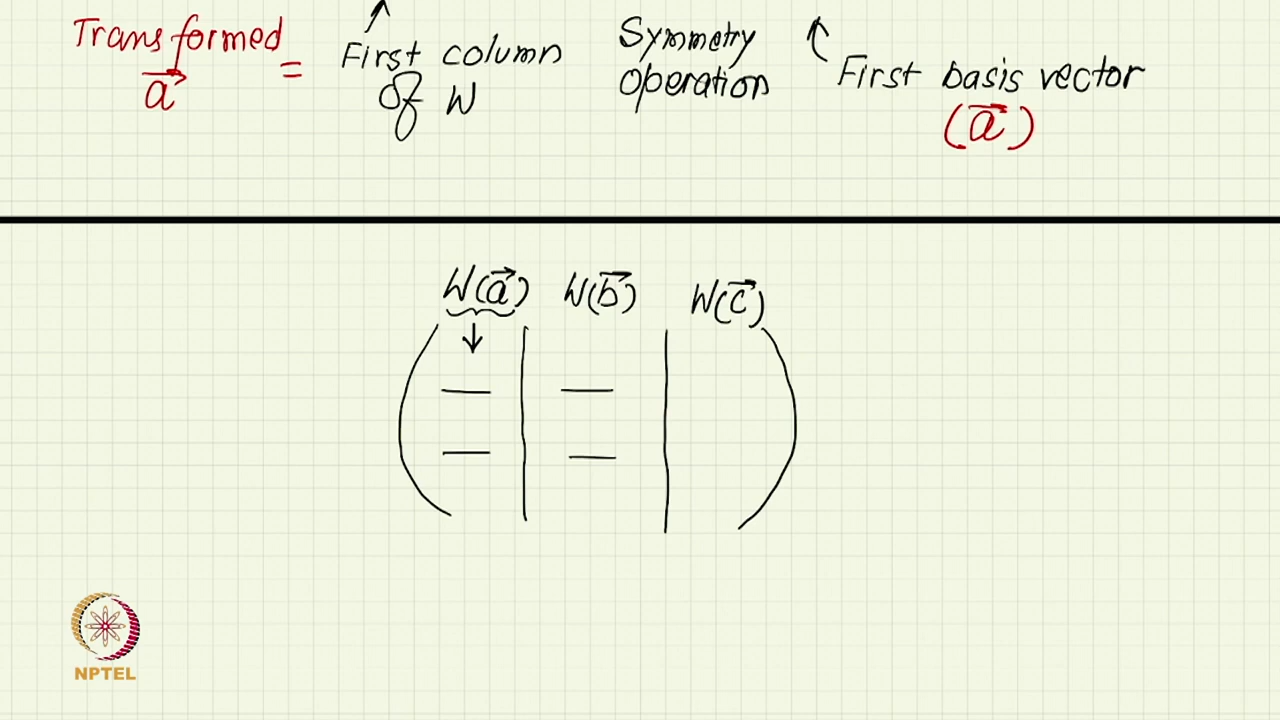 Transformed a⃗ = First column of W
Symmetry operation
First basis vector (a⃗)
W(a⃗) W(b⃗) W(c⃗)
NPTEL